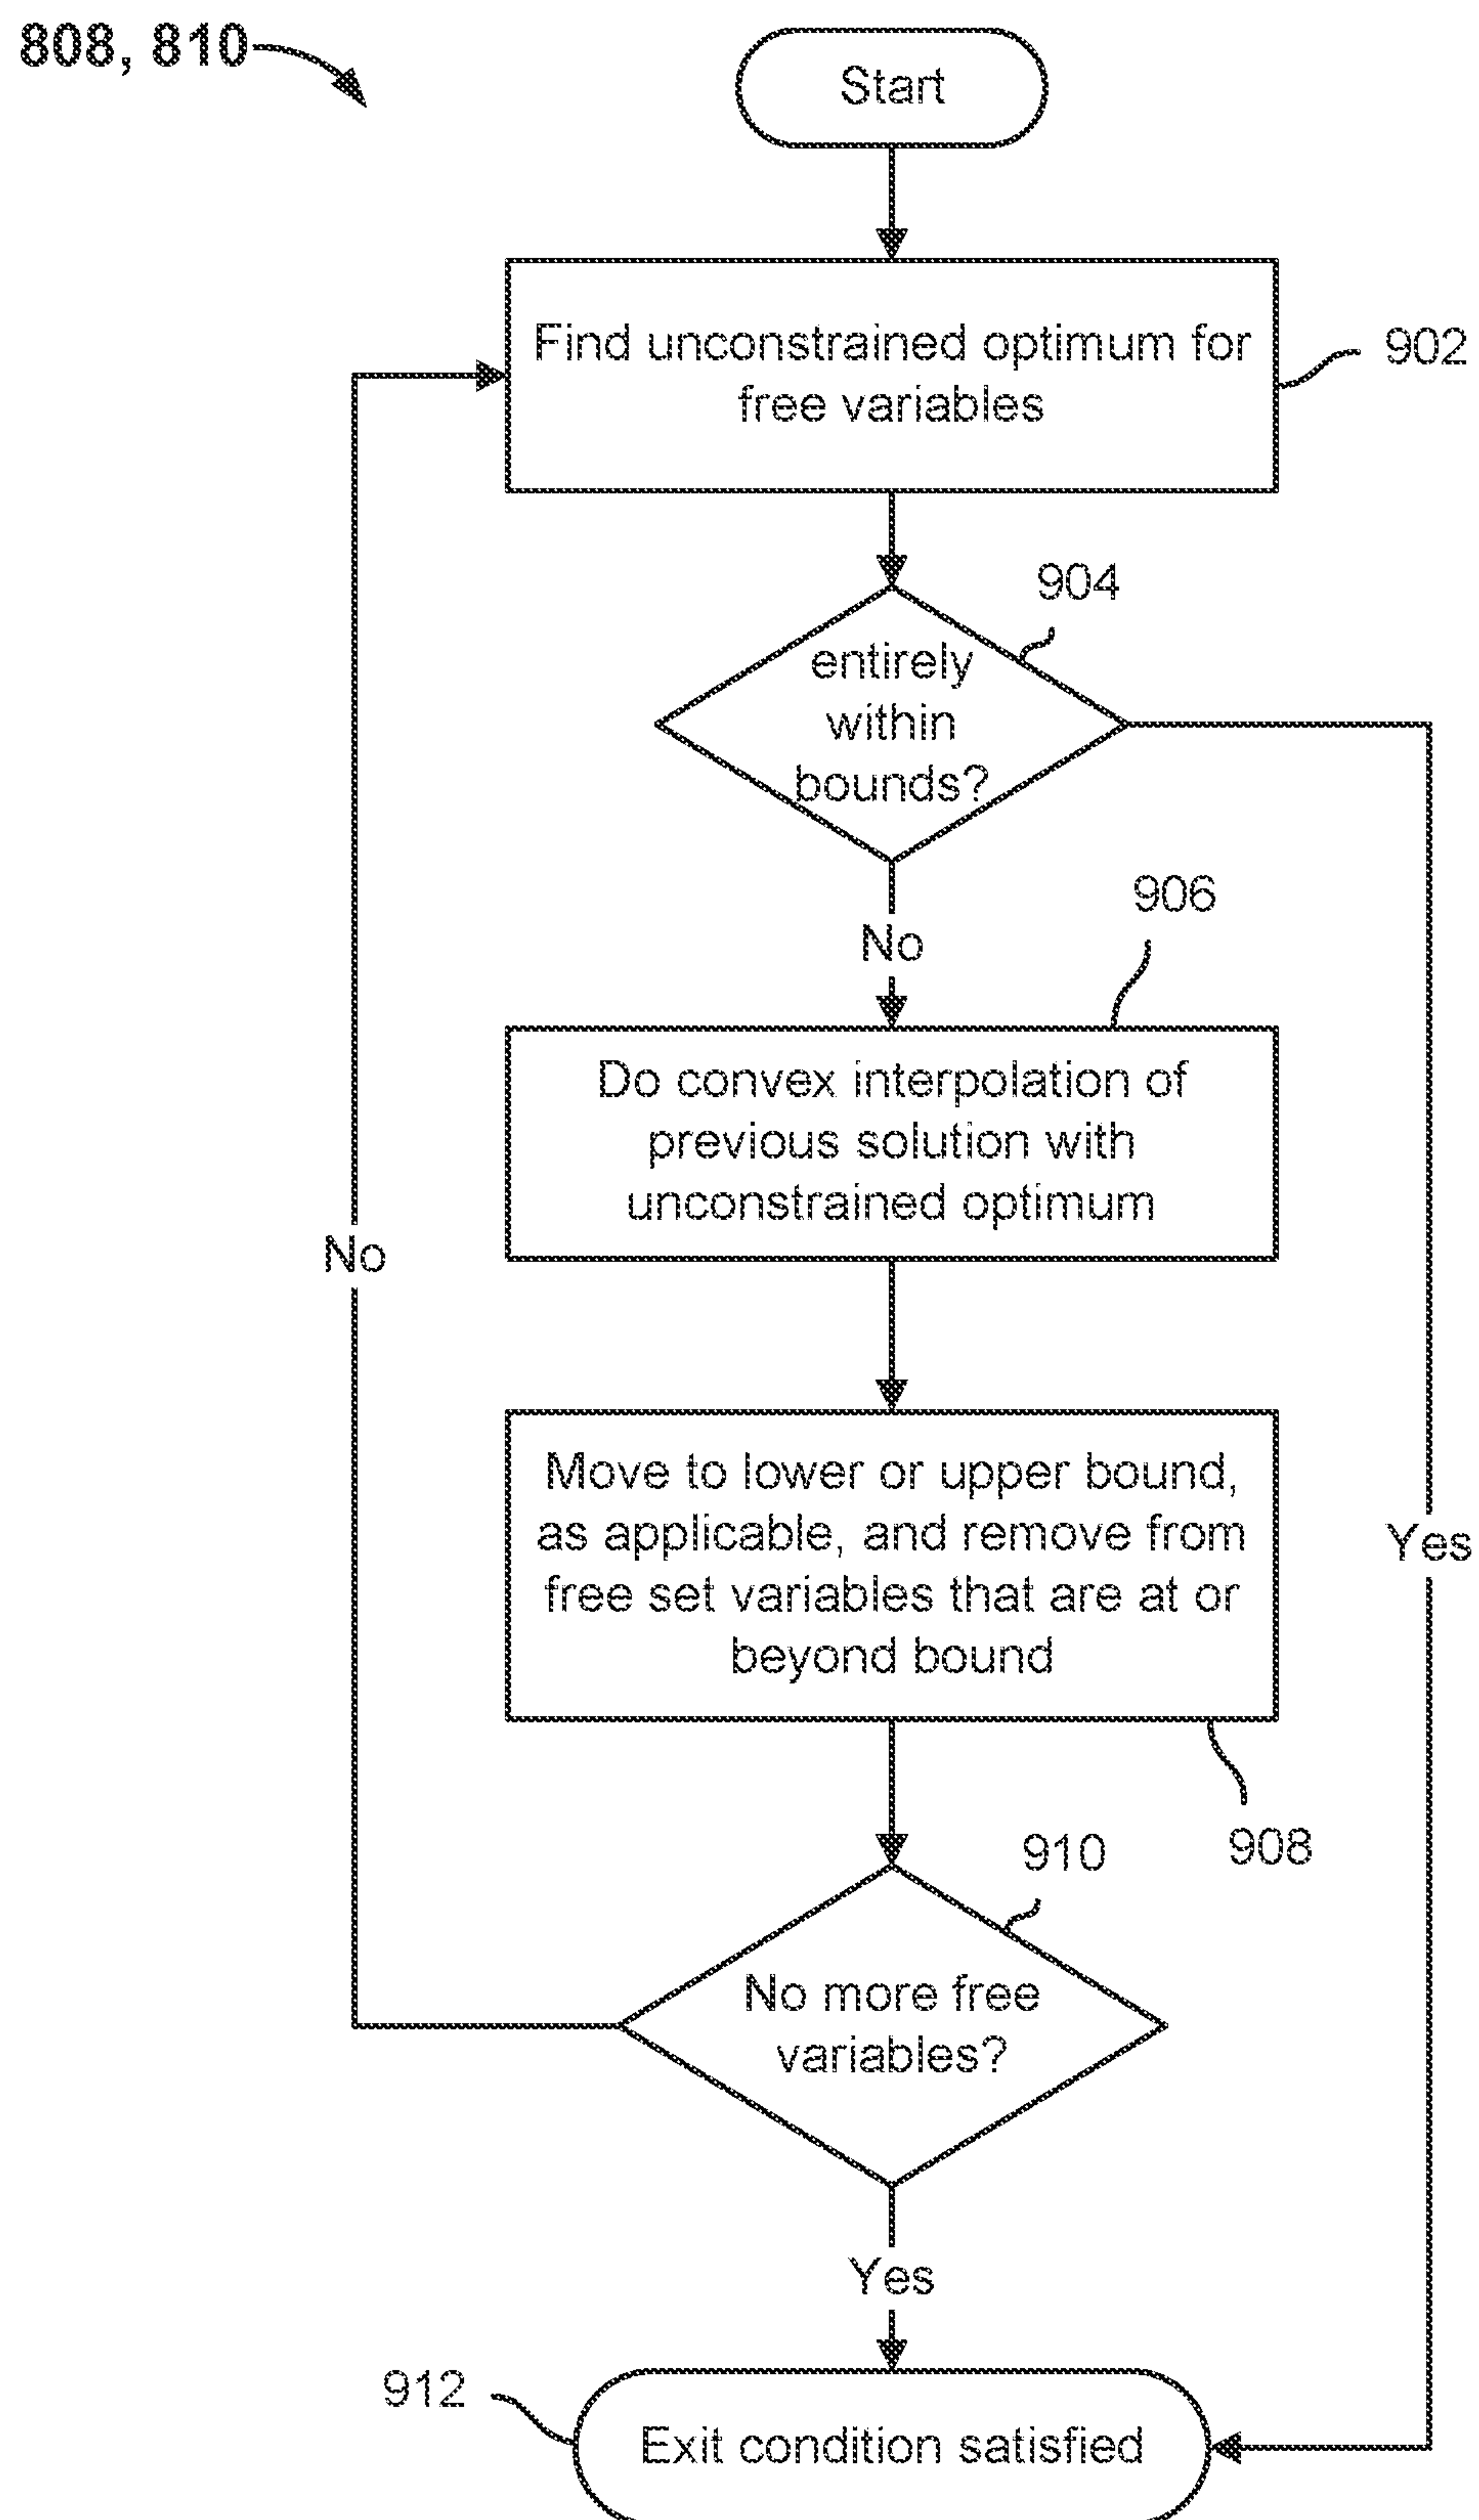 808, 810
Start
Find unconstrained optimum for
free variables
902
904
entirely
within
bounds?
906
No
Do convex interpolation of
previous solution with
unconstrained optimum
No
Move to lower or upper bound,
as applicable, and remove from
free set variables that are at or
beyond bound
Yes
908
910
No more free
variables?
Yes
912
Exit condition satisfied